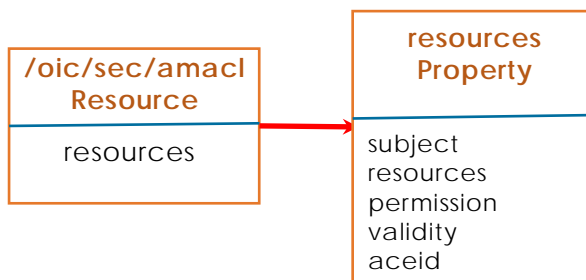 /oic/sec/amacl
Resource
resources
resources
Property
subject
resources
permission
validity
aceid